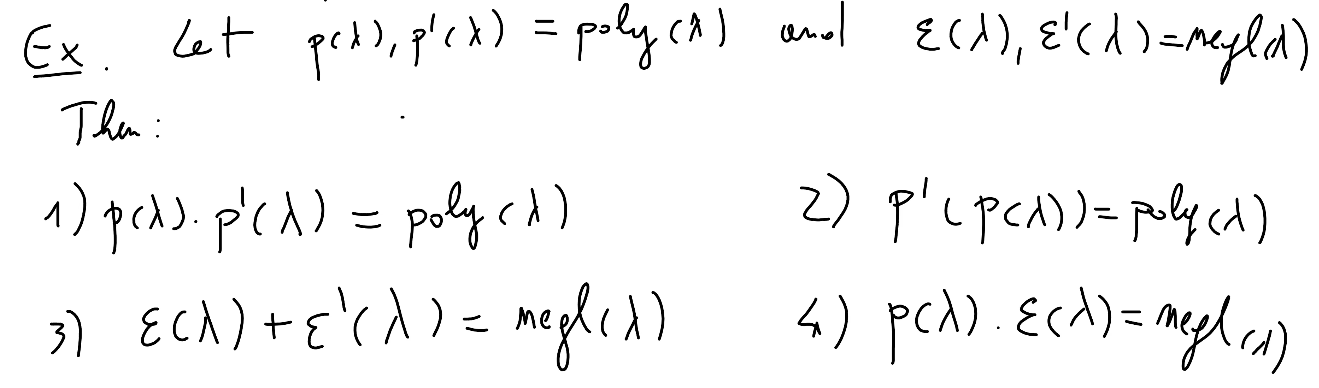 Ex. Let p(λ), p'(λ) = poly(λ) and ε(λ), ε'(λ) = negl(λ)
Then:
1) p(λ). p'(λ) = poly(λ) 2) p'(p(λ)) = poly(λ)
3) ε(λ) + ε'(λ) = negl(λ) 4) p(λ). ε(λ) = negl(λ)